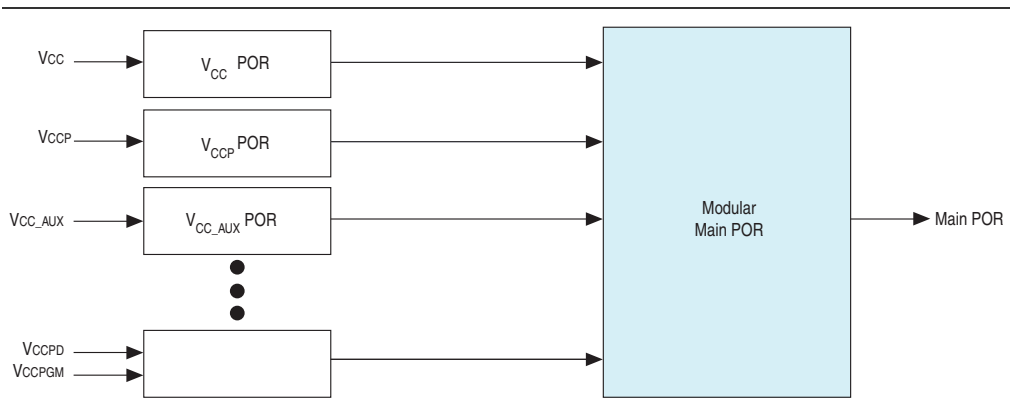 VCC
VCC POR
VCCP
VCCP POR
VCC_AUX
VCC_AUX POR
Modular
Main POR
Main POR
VCCPD
VCCPGM